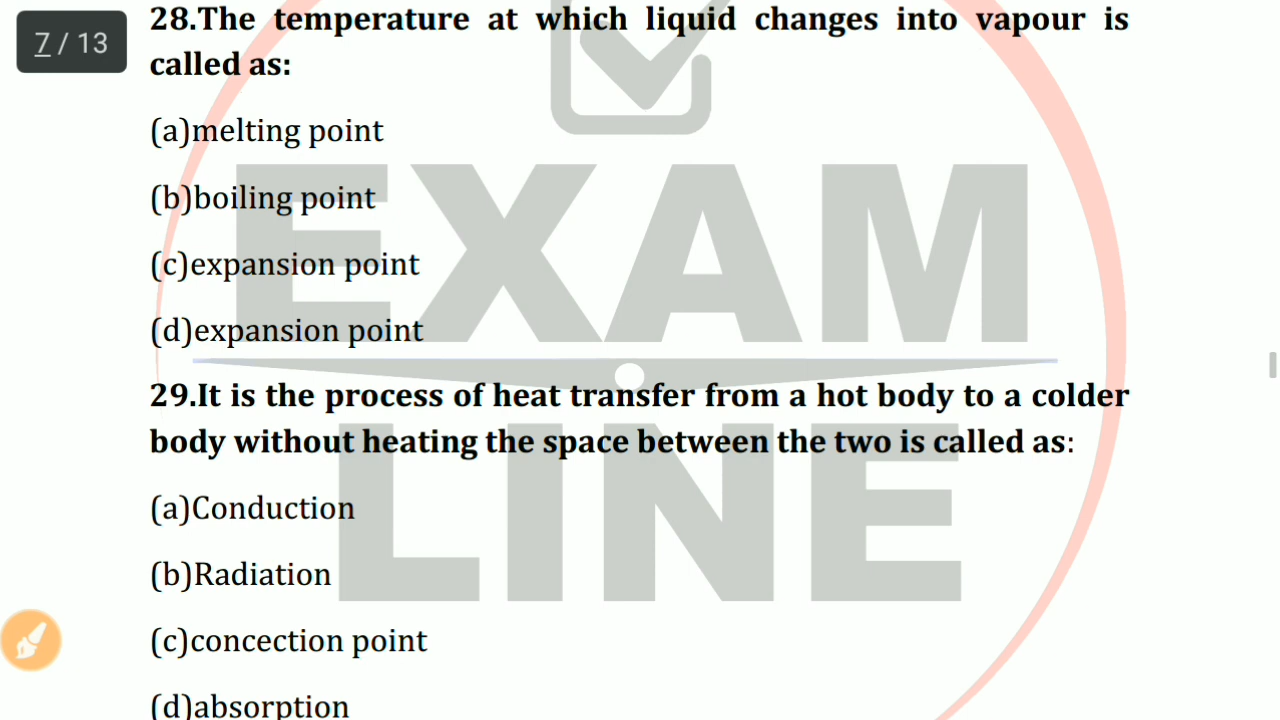 7 / 13
28.The temperature at which liquid changes into vapour is
called as:
(a)melting point
(b)boiling point
(c)expansion point
(d)expansion point
29.It is the process of heat transfer from a hot body to a colder
body without heating the space between the two is called as:
(a)Conduction
(b)Radiation
(c)concection point
(d)absorption
EXAM
LINE